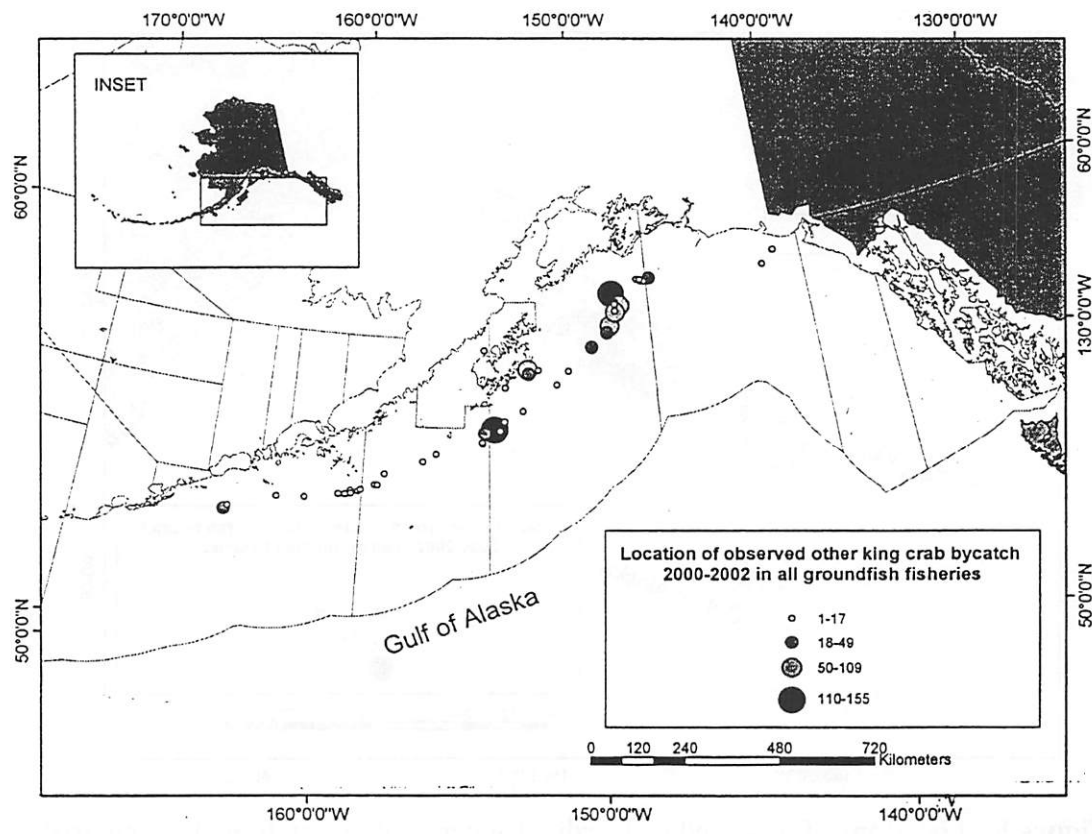 170°0'0"W 160°0'0"W 150°0'0"W 140°0'0"W 130°0'0"W
INSET
60°0'0"N
60°0'0"N
130°0'0"W
50°0'0"N
50°0'0"N
Gulf of Alaska
Location of observed other king crab bycatch
2000-2002 in all groundfish fisheries
1-17
18-49
50-109
110-155
0 120 240 480 720
Kilometers
160°0'0"W 150°0'0"W 140°0'0"W